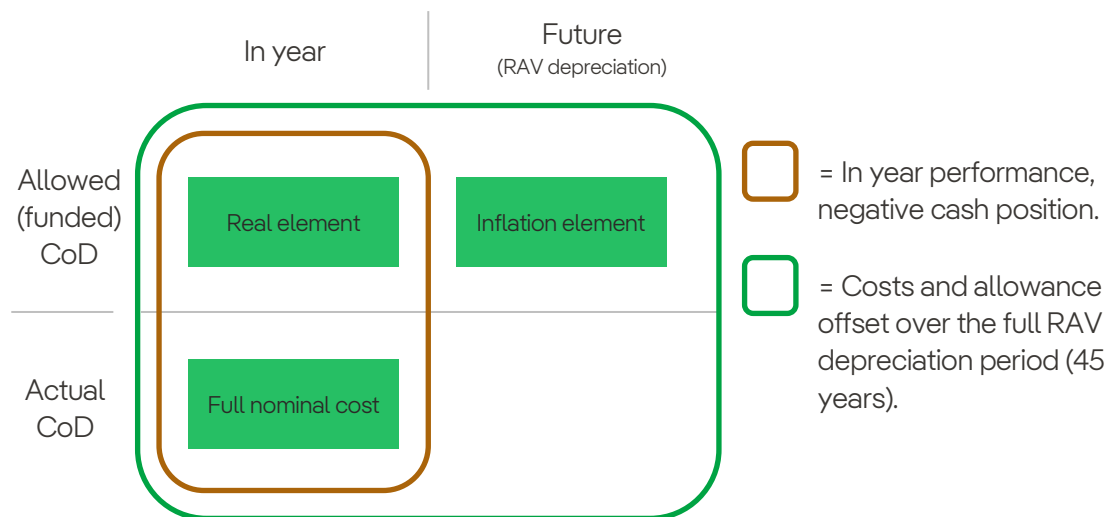 In year
Future
(RAV depreciation)
Allowed
(funded)
CoD
Real element
Inflation element
Actual
CoD
Full nominal cost
= In year performance,
negative cash position.
= Costs and allowance
offset over the full RAV
depreciation period (45
years).